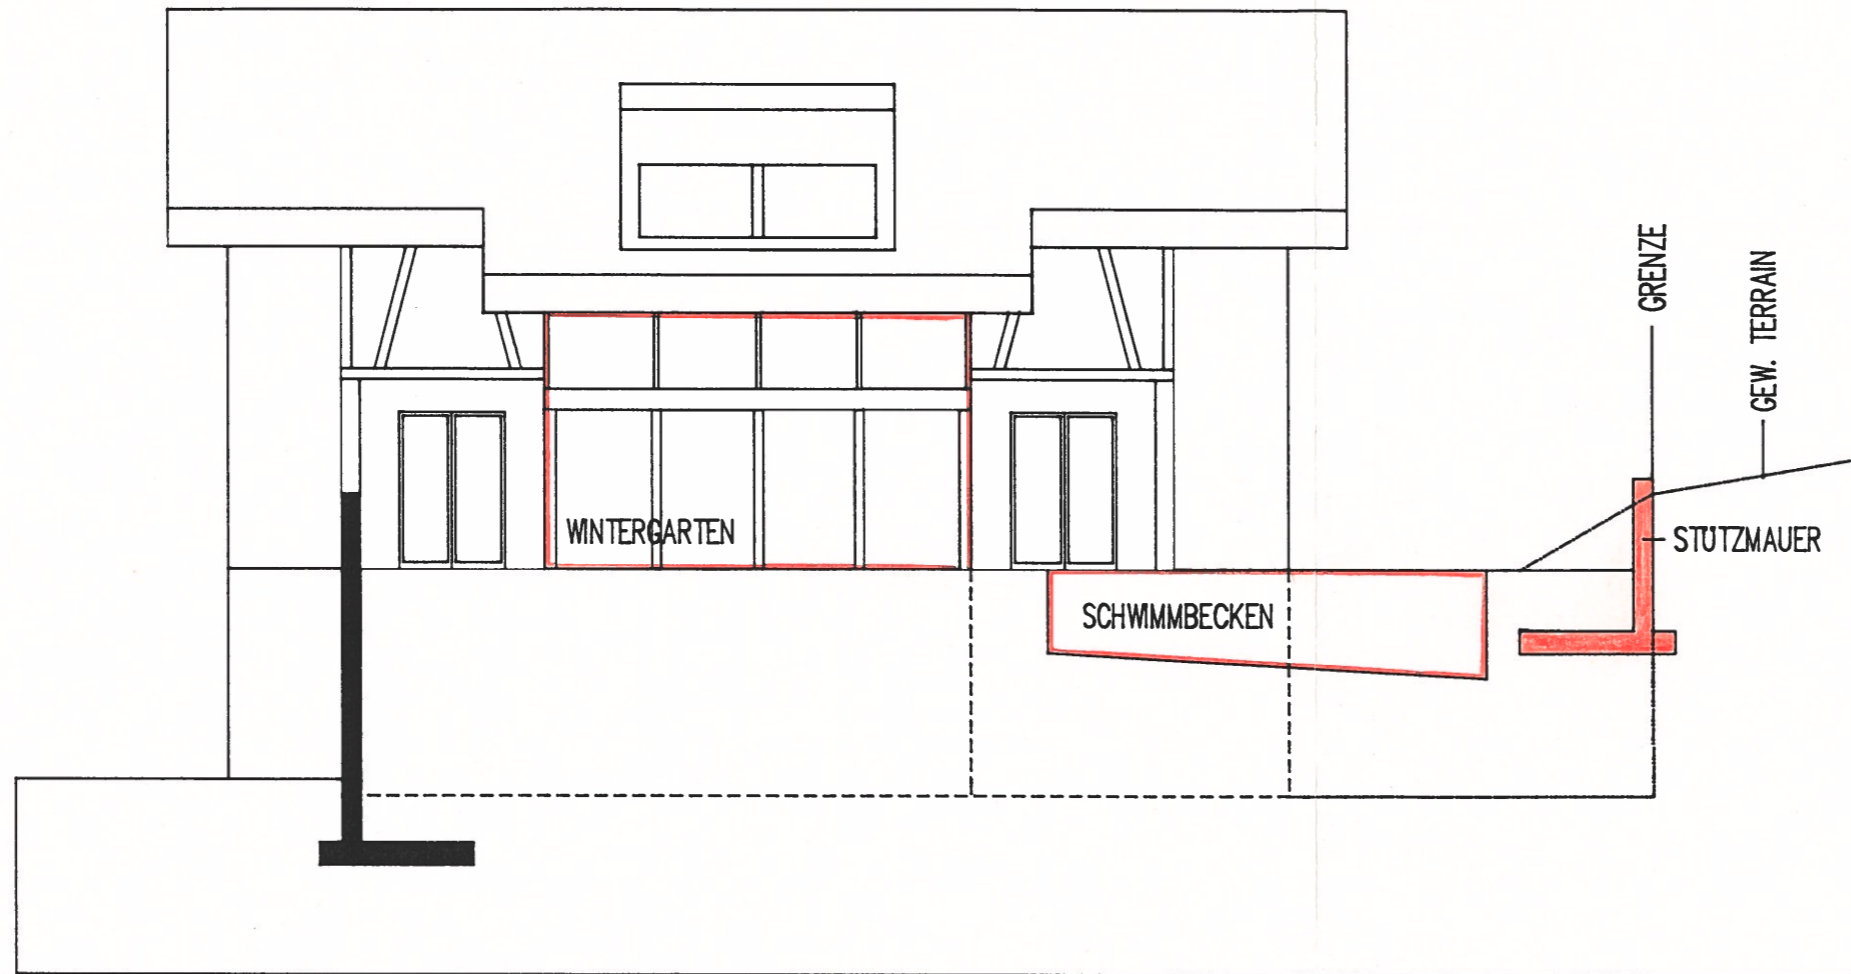 GRENZE
GEW. TERRAIN
WINTERGARTEN
STÜTZMAUER
SCHWIMMBECKEN